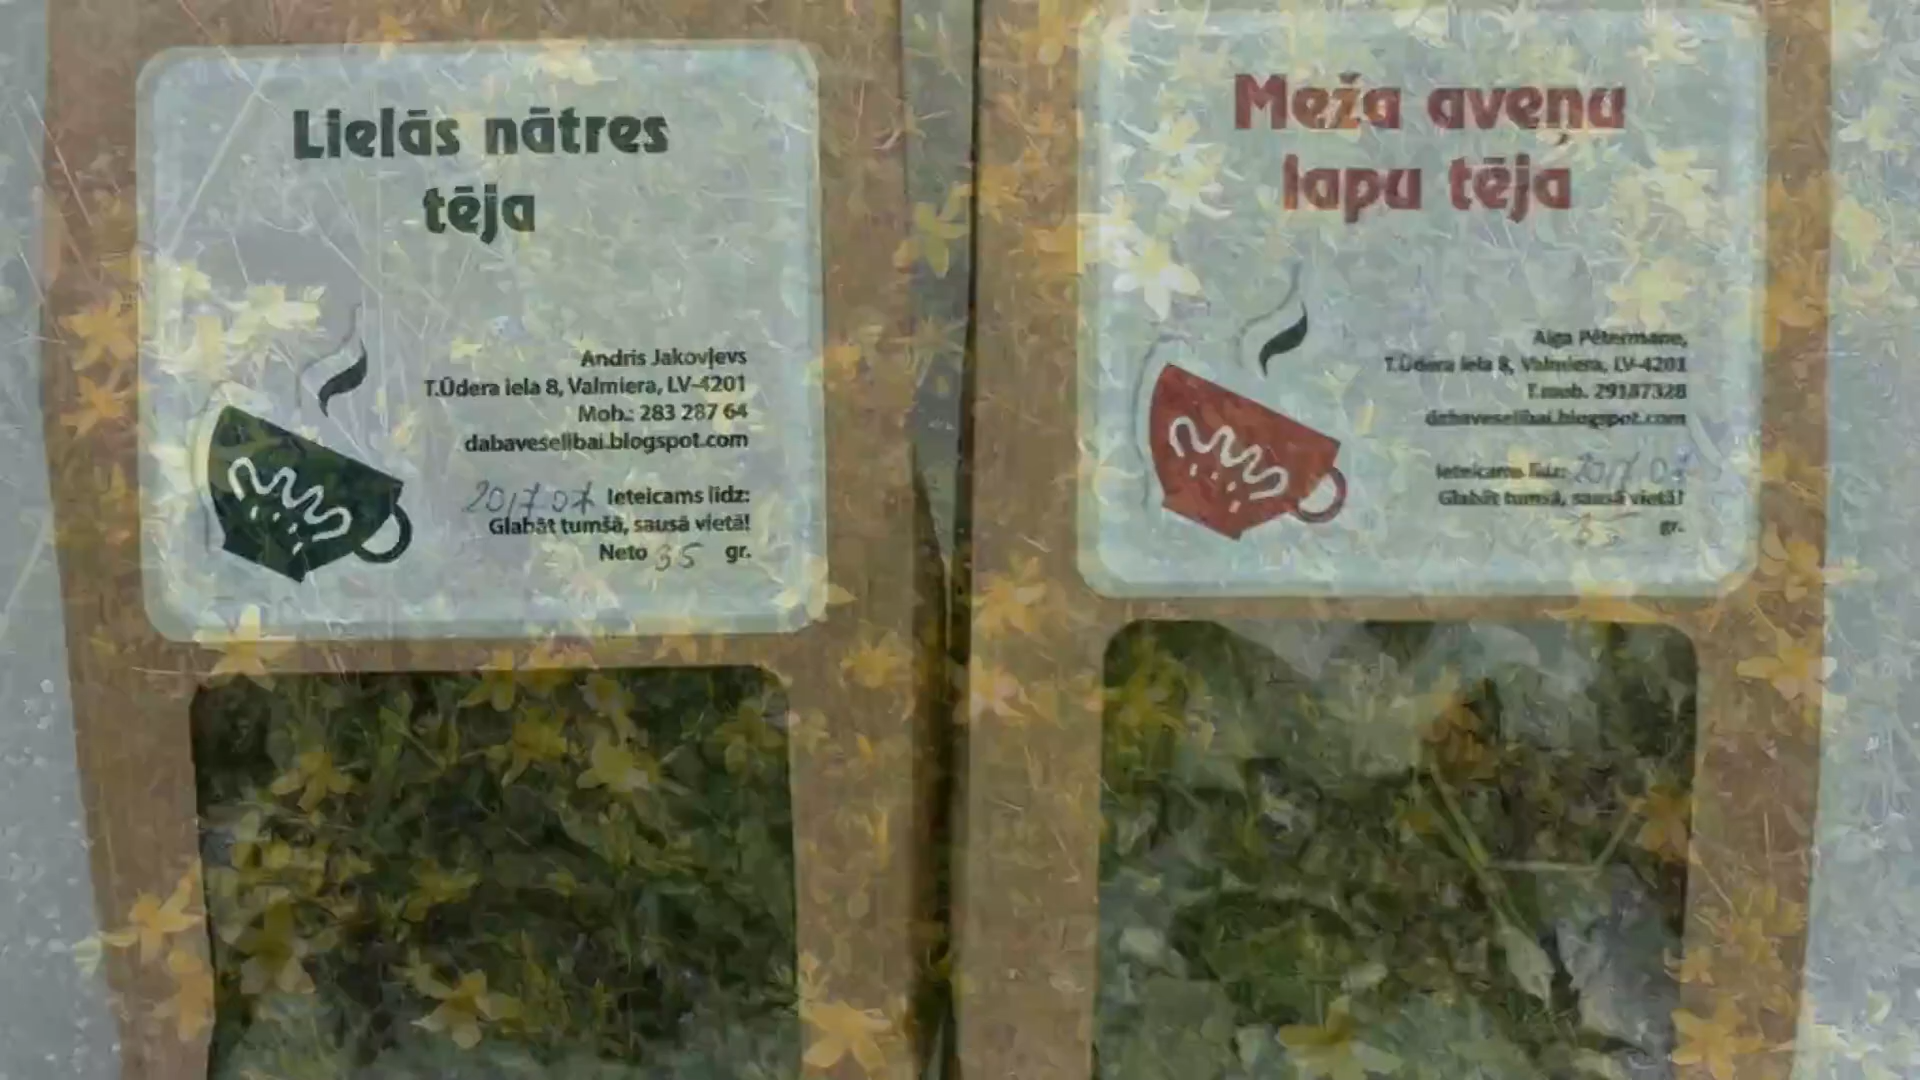 Lielās nātres
tēja
Andris Jakovļevs
T.Ūdera iela 8, Valmiera, LV-4201
Mob.: 283 287 64
dabaveselibai.blogspot.com
2017 07 Ieteicams līdz:
Glabāt tumšā, sausā vietā!
Neto 35 gr.
Meža aveņu
lapu tēja
Aiga Pētermane,
T.Ūdera iela 8, Valmiera, LV-4201
T.mob. 29187328
dabaveselibai.blogspot.com
Ieteicams līdz: 2017 07
Glabāt tumšā, sausā vietā!
gr.